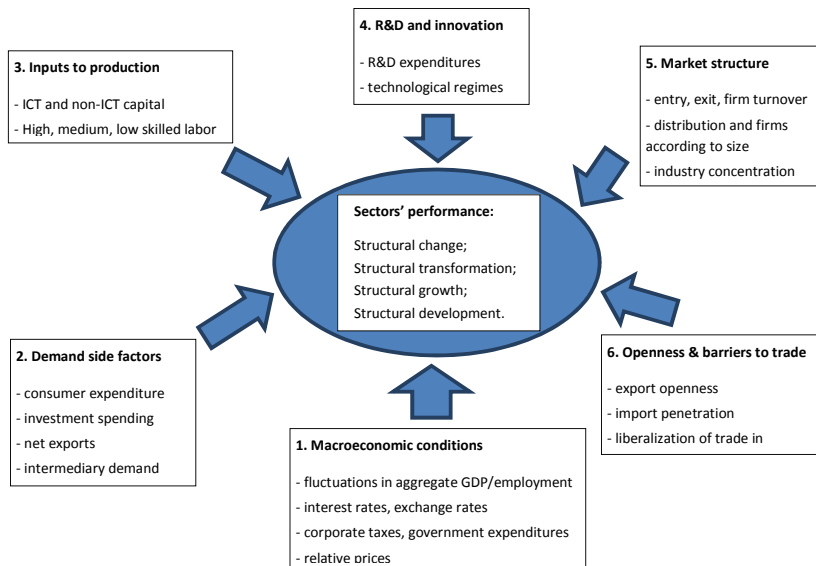 4. R&D and innovation
- R&D expenditures
- technological regimes
3. Inputs to production
- ICT and non-ICT capital
- High, medium, low skilled labor
5. Market structure
- entry, exit, firm turnover
- distribution and firms
according to size
- industry concentration
Sectors’ performance:
Structural change;
Structural transformation;
Structural growth;
Structural development.
2. Demand side factors
- consumer expenditure
- investment spending
- net exports
- intermediary demand
6. Openness & barriers to trade
- export openness
- import penetration
- liberalization of trade in
1. Macroeconomic conditions
- fluctuations in aggregate GDP/employment
- interest rates, exchange rates
- corporate taxes, government expenditures
- relative prices